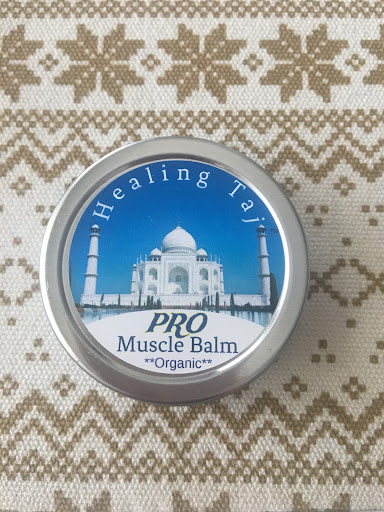 Healing Taj
PRO
Muscle Balm
**Organic**